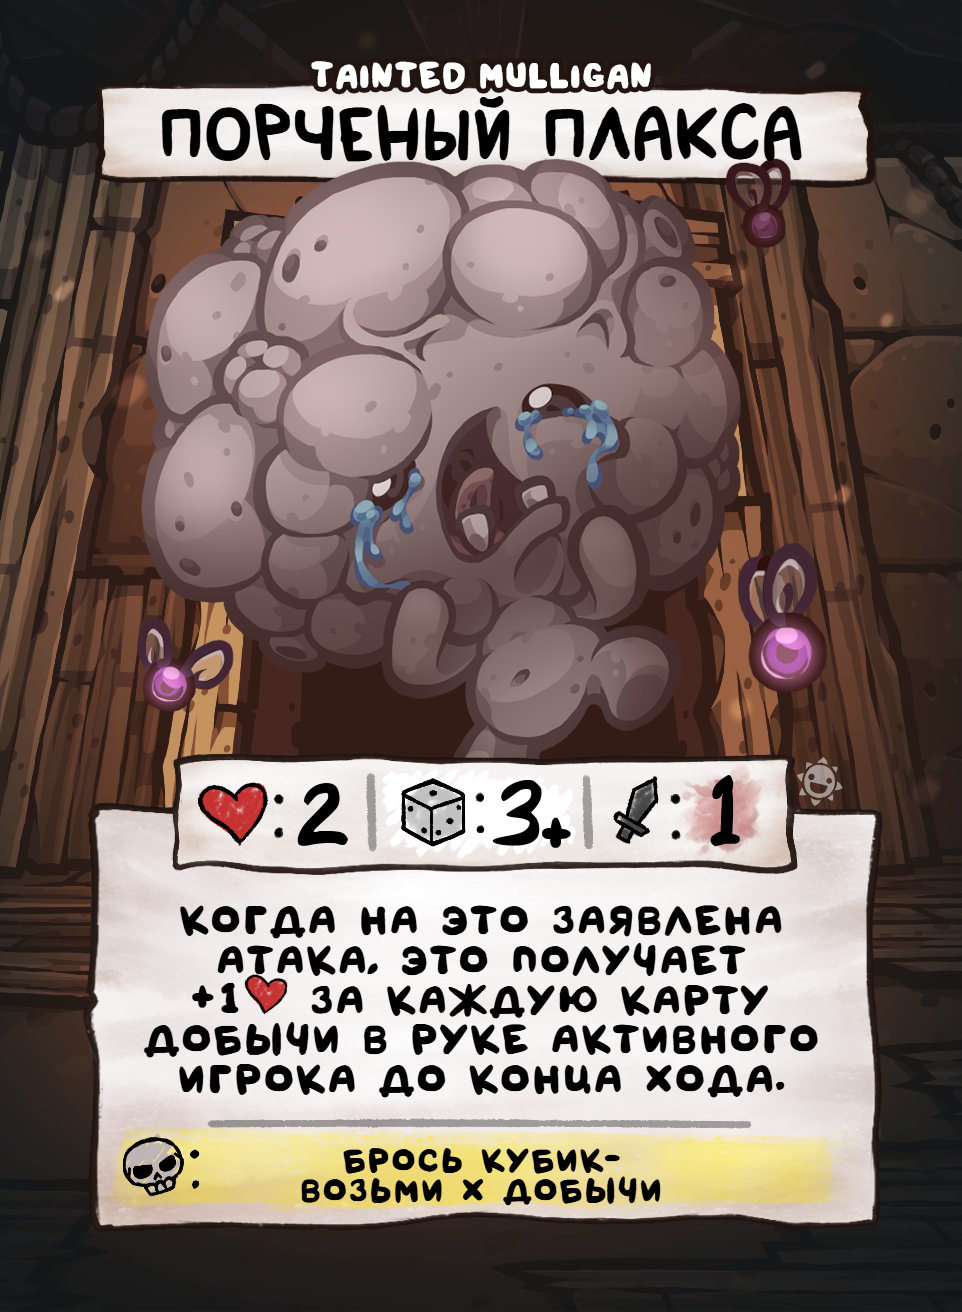 TAINTED MULLIGAN
ПОРЧЕНЫЙ ПЛАКСА
: 2 : 3+ : 1
КОГДА НА ЭТО ЗАЯВЛЕНА
АТАКА, ЭТО ПОЛУЧАЕТ
+1 ЗА КАЖДУЮ КАРТУ
ДОБЫЧИ В РУКЕ АКТИВНОГО
ИГРОКА ДО КОНЦА ХОДА.
: БРОСЬ КУБИК-
ВОЗЬМИ X ДОБЫЧИ